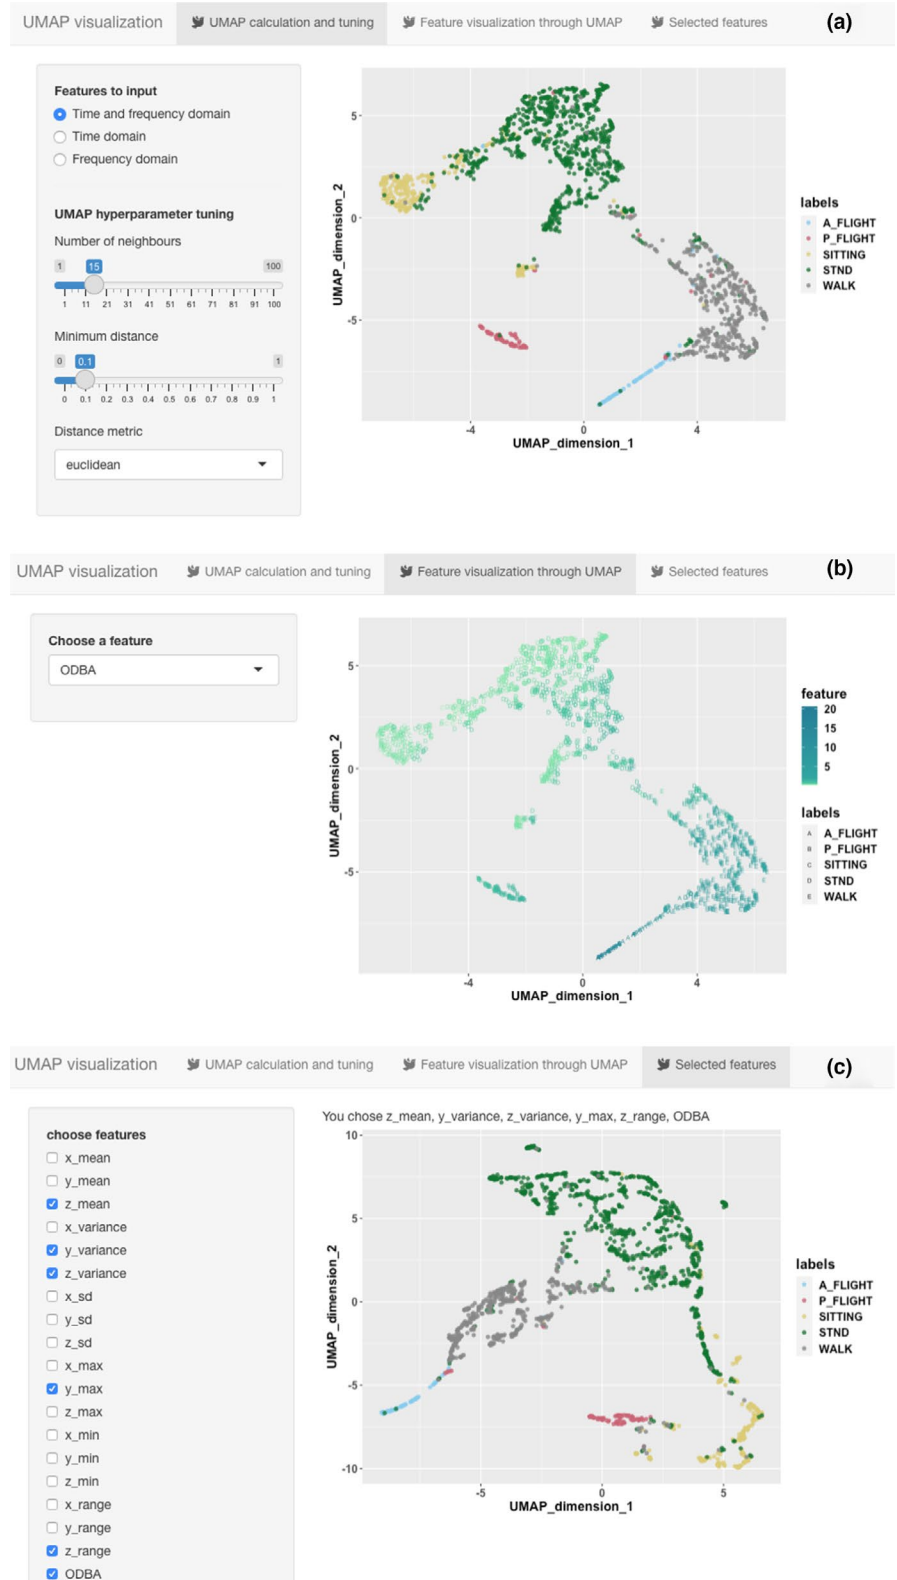 UMAP visualization UMAP calculation and tuning Feature visualization through UMAP Selected features (a)
Features to input
Time and frequency domain
Time domain
Frequency domain
UMAP hyperparameter tuning
Number of neighbours
1 15 100
1 11 21 31 41 51 61 71 81 91 100
Minimum distance
0 0.1 1
0 0.1 0.2 0.3 0.4 0.5 0.6 0.7 0.8 0.9 1
Distance metric
euclidean
UMAP_dimension_2
5
0
-5
-4 0 4
UMAP_dimension_1
labels
A_FLIGHT
P_FLIGHT
SITTING
STND
WALK
UMAP visualization UMAP calculation and tuning Feature visualization through UMAP Selected features (b)
Choose a feature
ODBA
UMAP_dimension_2
5
0
-5
-4 0 4
UMAP_dimension_1
feature
20
15
10
5
labels
A A_FLIGHT
B P_FLIGHT
C SITTING
D STND
E WALK
UMAP visualization UMAP calculation and tuning Feature visualization through UMAP Selected features (c)
choose features
x_mean
y_mean
z_mean
x_variance
y_variance
z_variance
x_sd
y_sd
z_sd
x_max
y_max
z_max
x_min
y_min
z_min
x_range
y_range
z_range
ODBA
You chose z_mean, y_variance, z_variance, y_max, z_range, ODBA
UMAP_dimension_2
10
5
0
-5
-10
-5 0 5
UMAP_dimension_1
labels
A_FLIGHT
P_FLIGHT
SITTING
STND
WALK